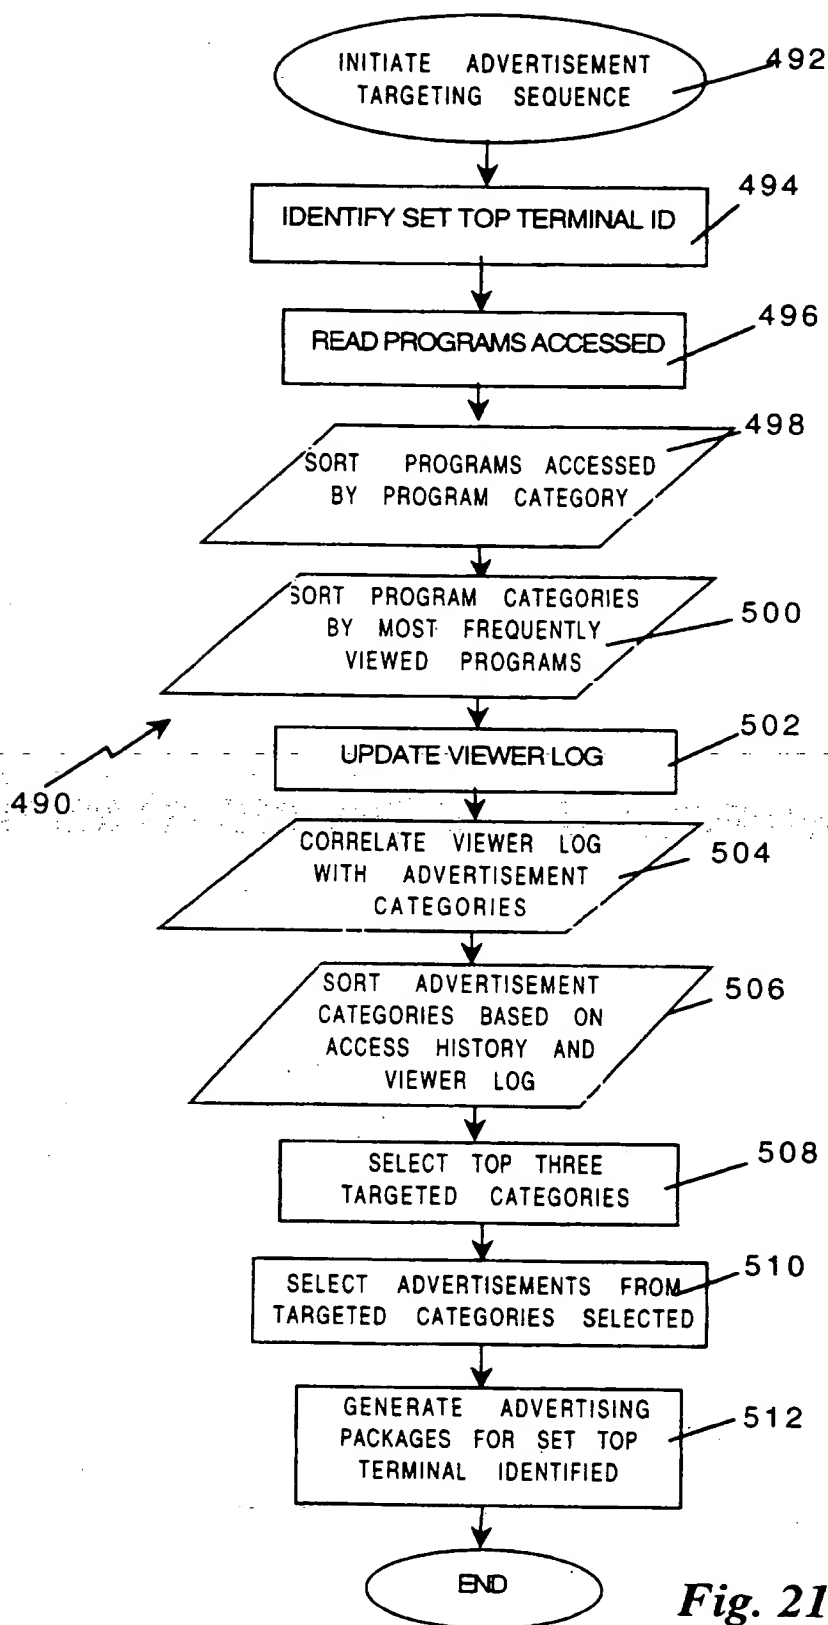 INITIATE ADVERTISEMENT
TARGETING SEQUENCE
492
IDENTIFY SET TOP TERMINAL ID
494
READ PROGRAMS ACCESSED
496
SORT PROGRAMS ACCESSED
BY PROGRAM CATEGORY
498
SORT PROGRAM CATEGORIES
BY MOST FREQUENTLY
VIEWED PROGRAMS
500
UPDATE VIEWER LOG
502
490
CORRELATE VIEWER LOG
WITH ADVERTISEMENT
CATEGORIES
504
SORT ADVERTISEMENT
CATEGORIES BASED ON
ACCESS HISTORY AND
VIEWER LOG
506
SELECT TOP THREE
TARGETED CATEGORIES
508
SELECT ADVERTISEMENTS FROM
TARGETED CATEGORIES SELECTED
510
GENERATE ADVERTISING
PACKAGES FOR SET TOP
TERMINAL IDENTIFIED
512
END
Fig. 21